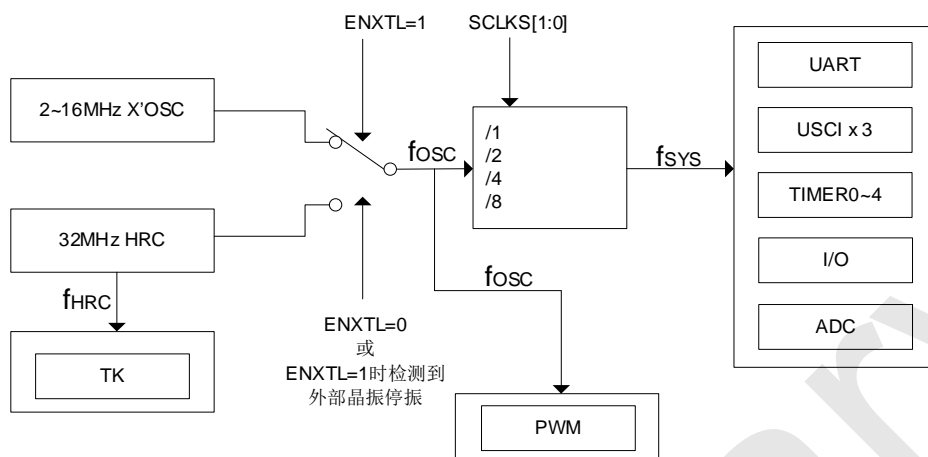 ENXTL=1
SCLKS[1:0]
2~16MHz X'OSC
32MHz HRC
fHRC
TK
ENXTL=0
或
ENXTL=1时检测到
外部晶振停振
fOSC
/1
/2
/4
/8
fOSC
PWM
fSYS
UART
USCI x 3
TIMER0~4
I/O
ADC